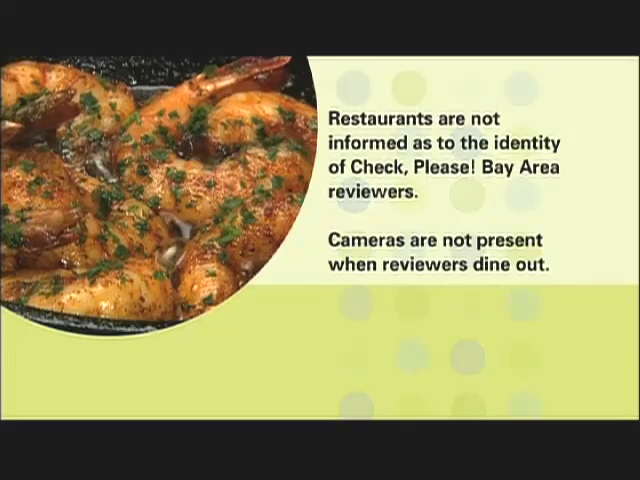 Restaurants are not
informed as to the identity
of Check, Please! Bay Area
reviewers.
Cameras are not present
when reviewers dine out.